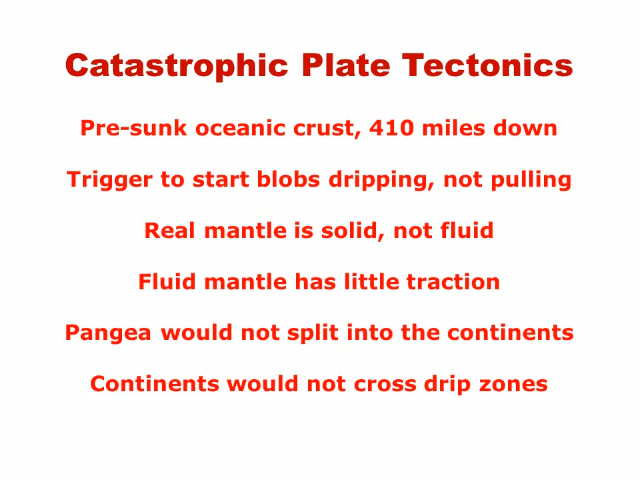 Catastrophic Plate Tectonics
Pre-sunk oceanic crust, 410 miles down
Trigger to start blobs dripping, not pulling
Real mantle is solid, not fluid
Fluid mantle has little traction
Pangea would not split into the continents
Continents would not cross drip zones